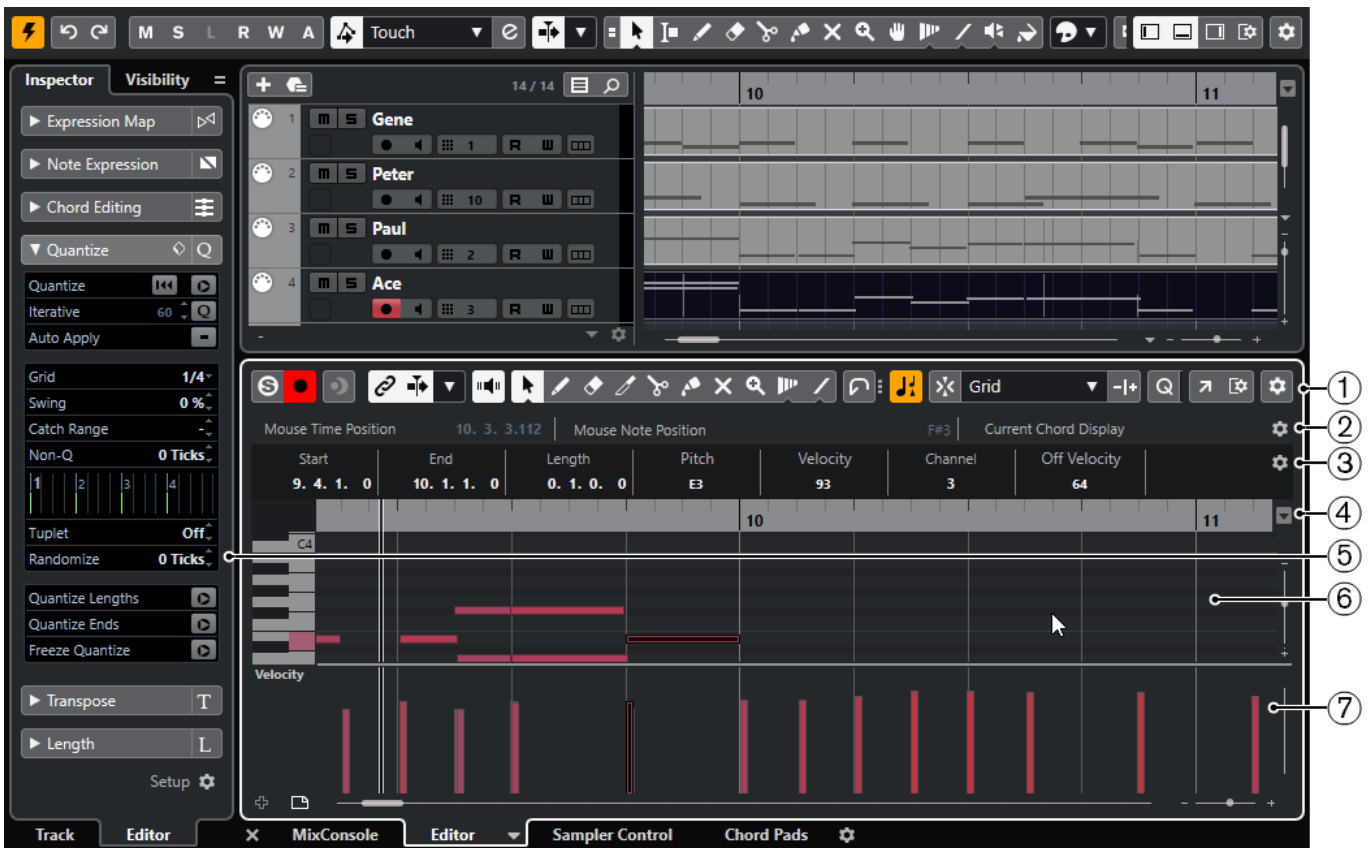 M S L R W A Touch
Inspector Visibility
Expression Map
Note Expression
Chord Editing
Quantize Q
Quantize
Iterative 60 Q
Auto Apply
Grid 1/4
Swing 0 %
Catch Range -
Non-Q 0 Ticks
1 2 3 4
Tuplet Off
Randomize 0 Ticks
Quantize Lengths
Quantize Ends
Freeze Quantize
Transpose T
Length L
Setup
Track Editor
14 / 14
10 11
1 m S Gene
1 R W
2 m S Peter
10 R W
3 m S Paul
2 R W
4 m S Ace
3 R W
-
S Grid Q
Mouse Time Position 10. 3. 3.112 Mouse Note Position F#3 Current Chord Display
Start End Length Pitch Velocity Channel Off Velocity
9. 4. 1. 0 10. 1. 1. 0 0. 1. 0. 0 E3 93 3 64
10 11
C4
Velocity
MixConsole Editor Sampler Control Chord Pads
1
2
3
4
5
6
7